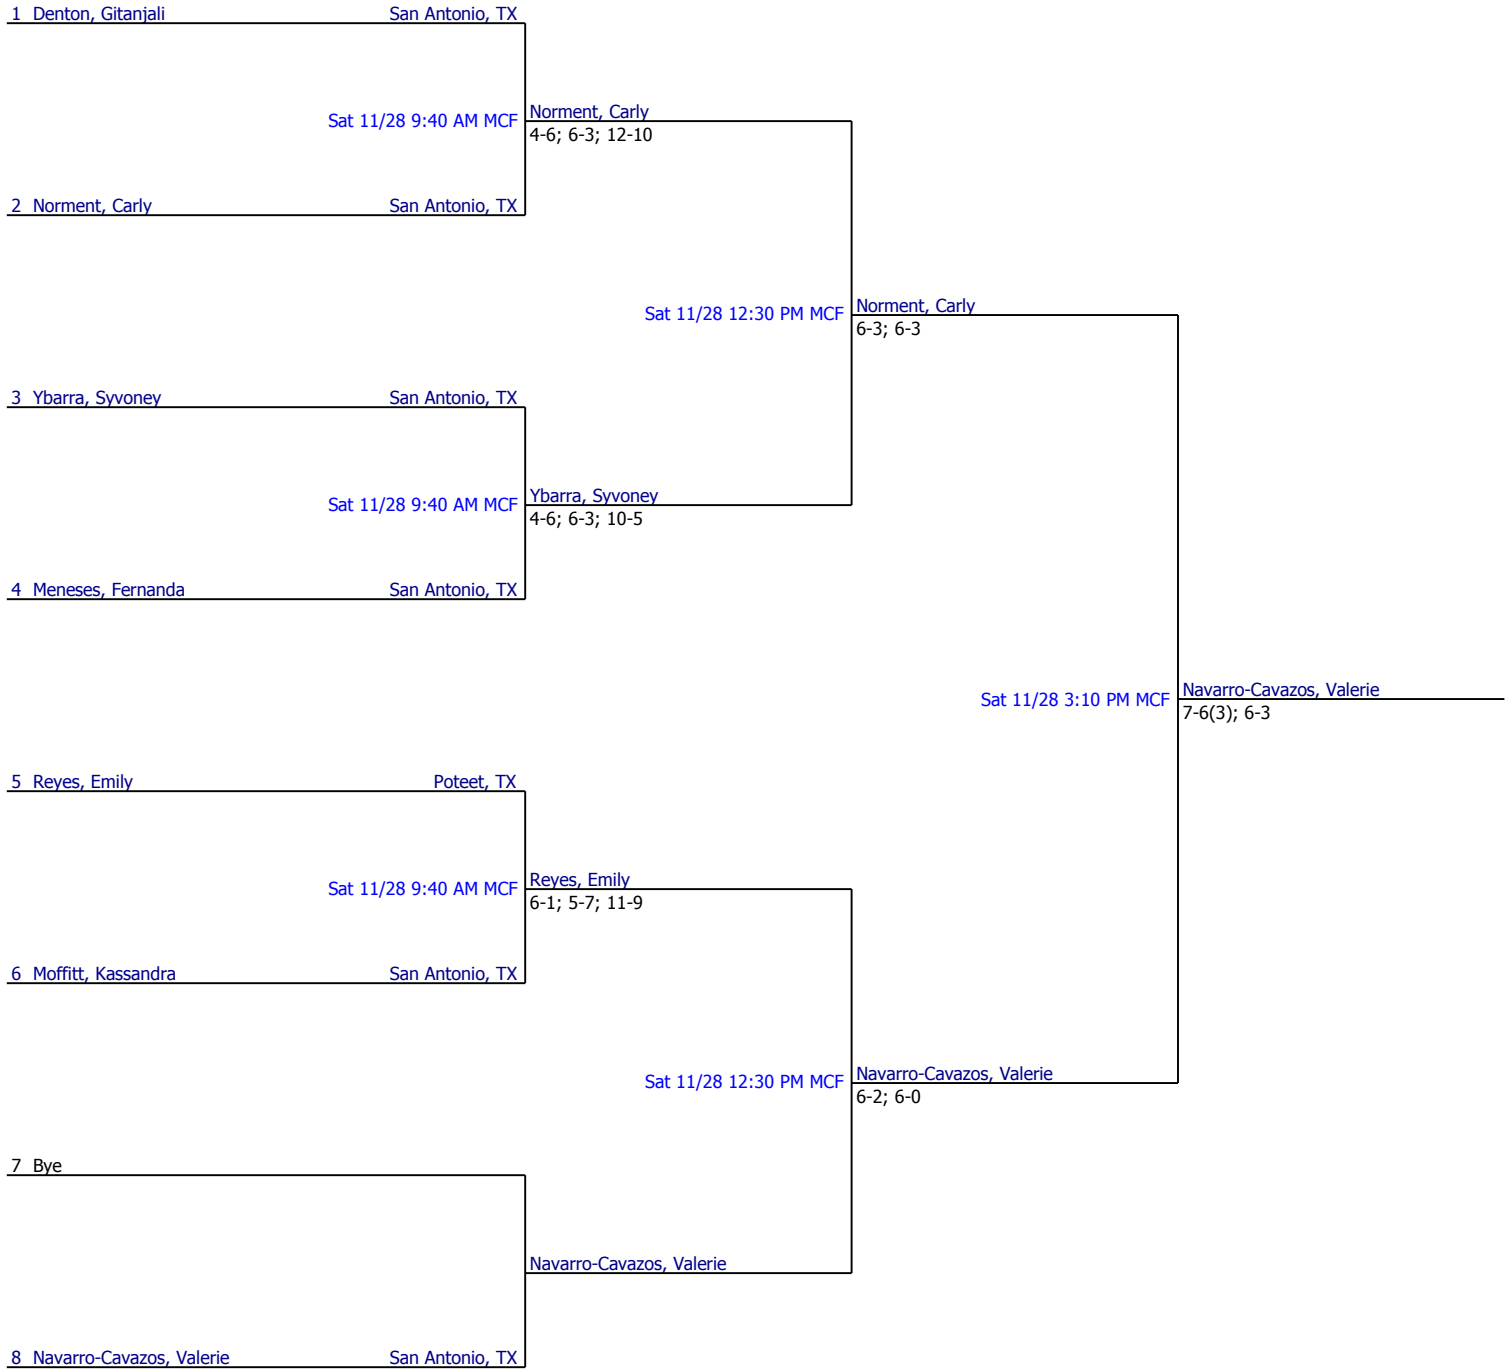 1 Denton, Gitanjali San Antonio, TX
Sat 11/28 9:40 AM MCF
Norment, Carly
4-6; 6-3; 12-10
2 Norment, Carly San Antonio, TX
Sat 11/28 12:30 PM MCF
Norment, Carly
6-3; 6-3
3 Ybarra, Syvoney San Antonio, TX
Sat 11/28 9:40 AM MCF
Ybarra, Syvoney
4-6; 6-3; 10-5
4 Meneses, Fernanda San Antonio, TX
Sat 11/28 3:10 PM MCF
Navarro-Cavazos, Valerie
7-6(3); 6-3
5 Reyes, Emily Poteet, TX
Sat 11/28 9:40 AM MCF
Reyes, Emily
6-1; 5-7; 11-9
6 Moffitt, Kassandra San Antonio, TX
Sat 11/28 12:30 PM MCF
Navarro-Cavazos, Valerie
6-2; 6-0
7 Bye
Navarro-Cavazos, Valerie
8 Navarro-Cavazos, Valerie San Antonio, TX